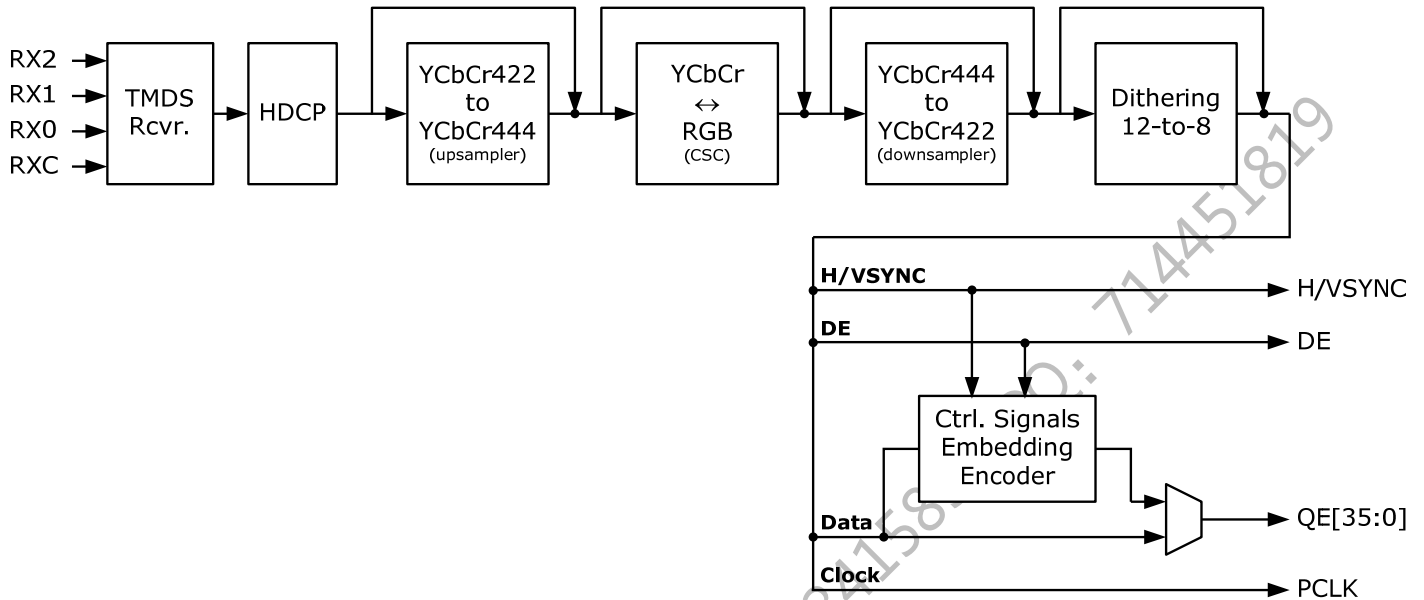 RX2
RX1
RX0
RXC
TMDS
Rcvr.
HDCP
YCbCr422
to
YCbCr444
(upsampler)
YCbCr
↔
RGB
(CSC)
YCbCr444
to
YCbCr422
(downsampler)
Dithering
12-to-8
H/VSYNC
H/VSYNC
DE
DE
Ctrl. Signals
Embedding
Encoder
Data
QE[35:0]
Clock
PCLK
714451819